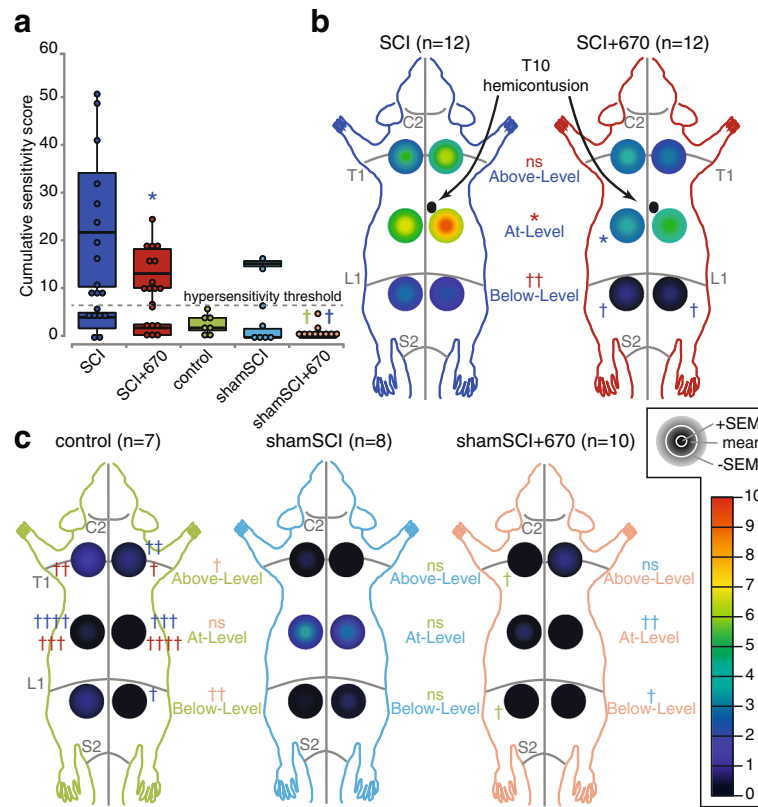 a
Cumulative sensitivity score
60
50
40
30
20
10
0
*
hypersensitivity threshold
† †
SCI
SCI+670
control
shamSCI
shamSCI+670
b
SCI (n=12)
SCI+670 (n=12)
T10
hemicontusion
C2
C2
T1
T1
ns
Above-Level
*
At-Level
*
L1
L1
††
Below-Level
† †
S2
S2
c
control (n=7)
shamSCI (n=8)
shamSCI+670 (n=10)
+SEM
mean
-SEM
C2
C2
C2
††
†† †
T1
T1
†
Above-Level
ns
Above-Level
†
ns
Above-Level
†††† †††
††† ††††
ns
At-Level
ns
At-Level
††
At-Level
L1
L1
†
††
Below-Level
ns
Below-Level
†
†
Below-Level
S2
S2
S2
10
9
8
7
6
5
4
3
2
1
0